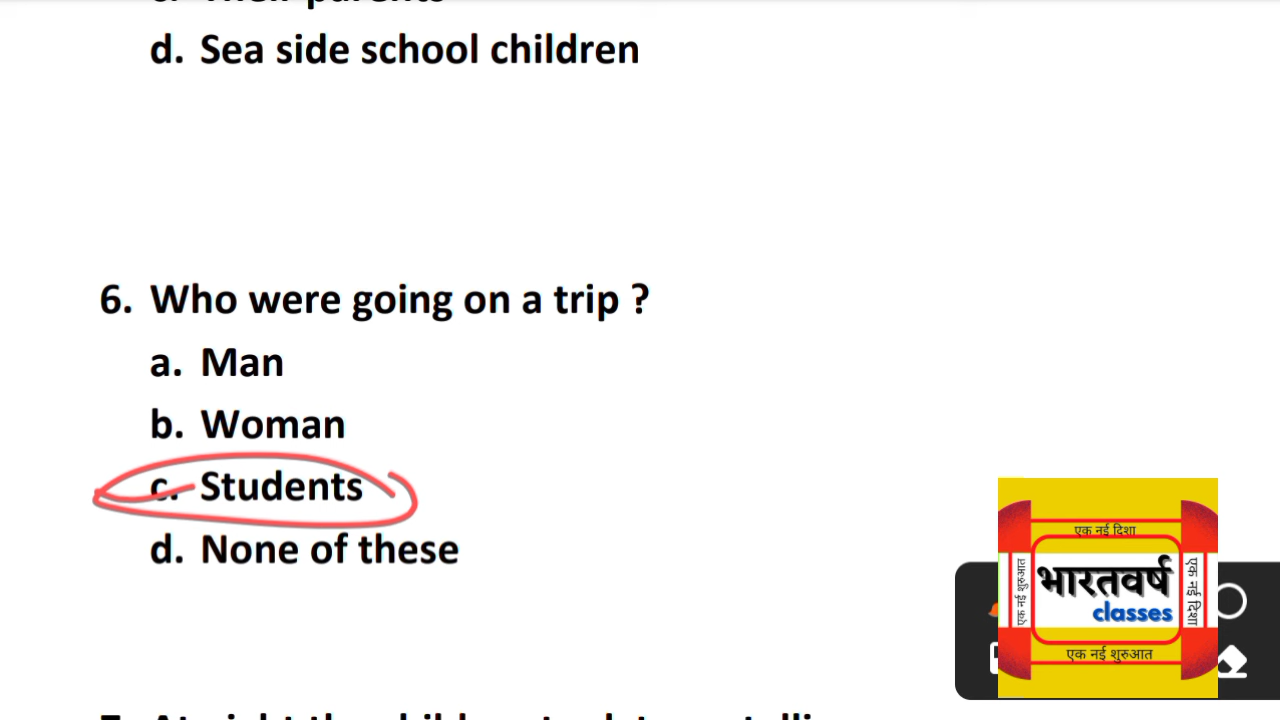 d. Sea side school children
6. Who were going on a trip ?
a. Man
b. Woman
c. Students
d. None of these
एक नई दिशा
एक नई शुरुआत
भारतवर्ष
classes
एक नई दिशा
एक नई शुरुआत